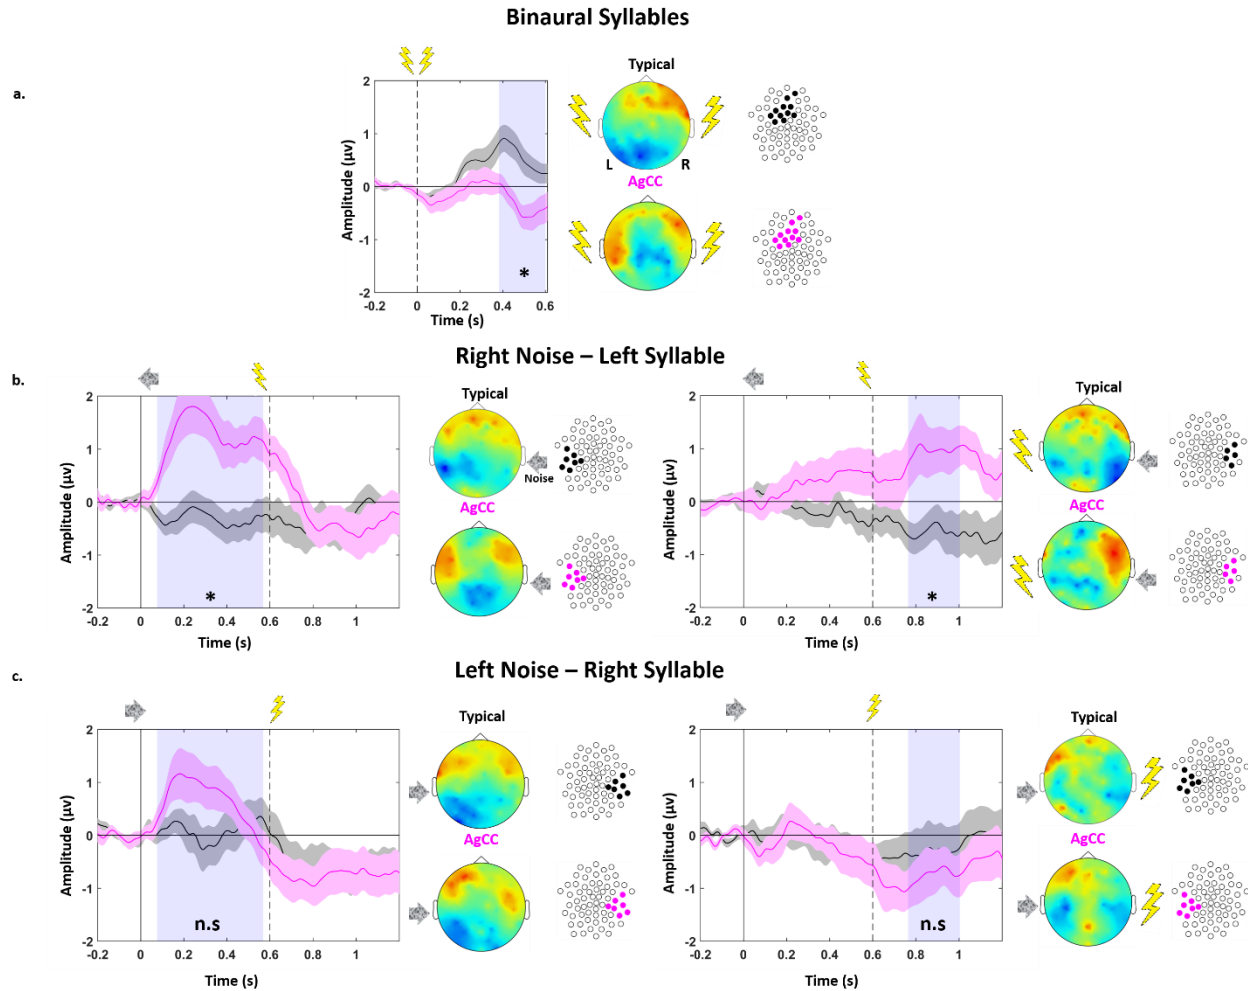 Binaural Syllables
a.
Amplitude (μv)
2
1
0
-1
-2
*
-0.2 0 0.2 0.4 0.6
Time (s)
Typical
L R
AgCC
Right Noise – Left Syllable
b.
Amplitude (μv)
2
1
0
-1
-2
*
-0.2 0 0.2 0.4 0.6 0.8 1
Time (s)
Typical
Noise
AgCC
Amplitude (μv)
2
1
0
-1
-2
*
-0.2 0 0.2 0.4 0.6 0.8 1
Time (s)
Typical
AgCC
Left Noise – Right Syllable
c.
Amplitude (μv)
2
1
0
-1
-2
n.s
-0.2 0 0.2 0.4 0.6 0.8 1
Time (s)
Typical
AgCC
Amplitude (μv)
2
1
0
-1
-2
n.s
-0.2 0 0.2 0.4 0.6 0.8 1
Time (s)
Typical
AgCC